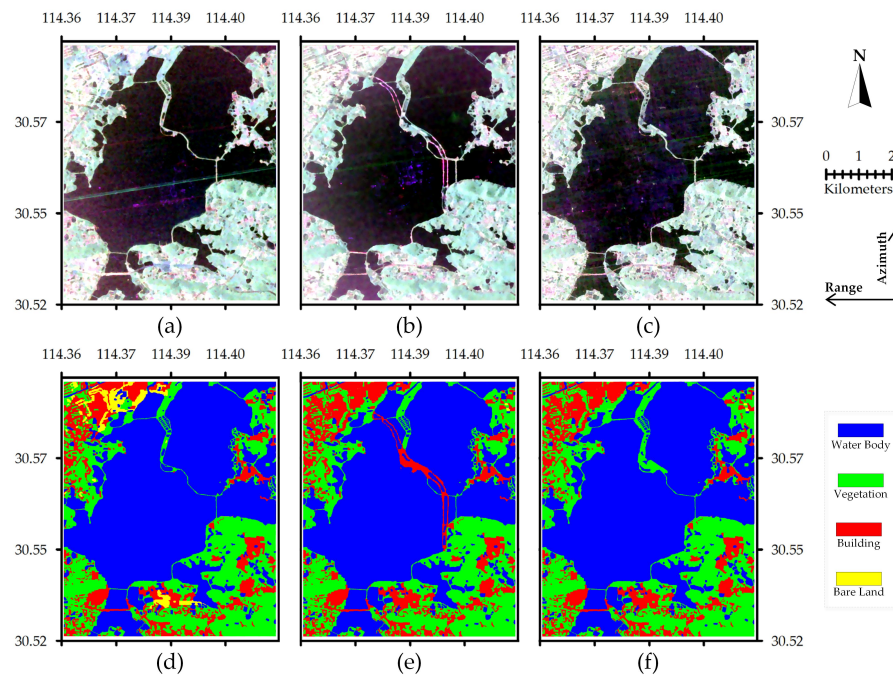 114.36 114.37 114.39 114.40 114.36 114.37 114.39 114.40 114.36 114.37 114.39 114.40
N
30.57
30.57
0 1 2
Kilometers
30.55
30.55
Azimuth
Range
30.52
30.52
(a) (b) (c)
114.36 114.37 114.39 114.40 114.36 114.37 114.39 114.40 114.36 114.37 114.39 114.40
Water Body
30.57
30.57
Vegetation
Building
30.55
30.55
Bare Land
30.52
30.52
(d) (e) (f)